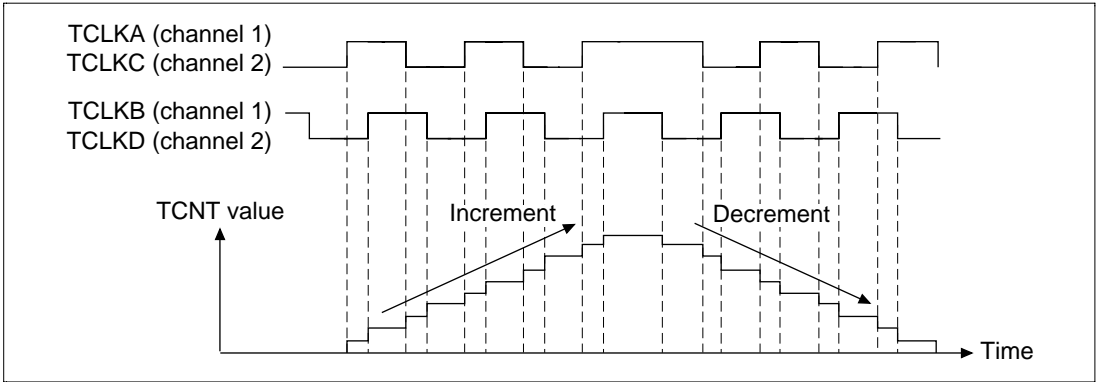 TCLKA (channel 1)
TCLKC (channel 2)
TCLKB (channel 1)
TCLKD (channel 2)
TCNT value
Increment
Decrement
Time